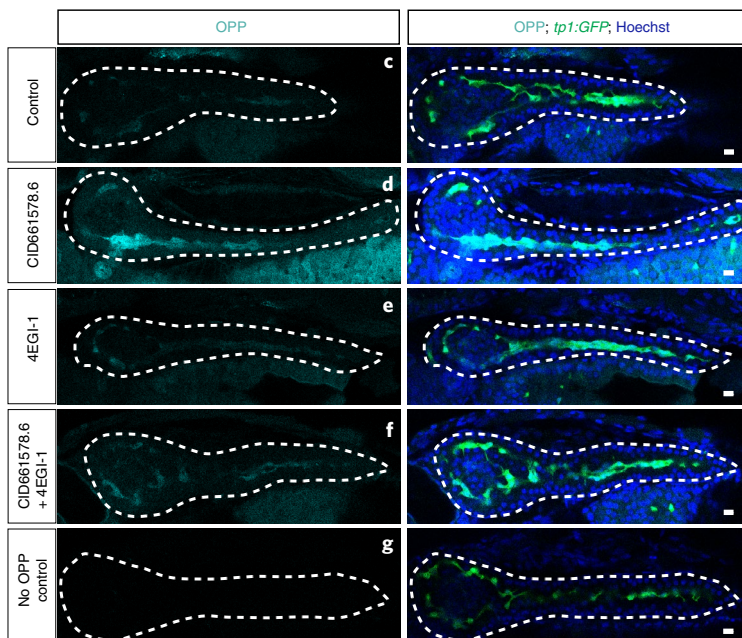 OPP
OPP; tp1:GFP; Hoechst
Control
c
CID661578.6
d
4EGI-1
e
CID661578.6
+ 4EGI-1
f
No OPP
control
g